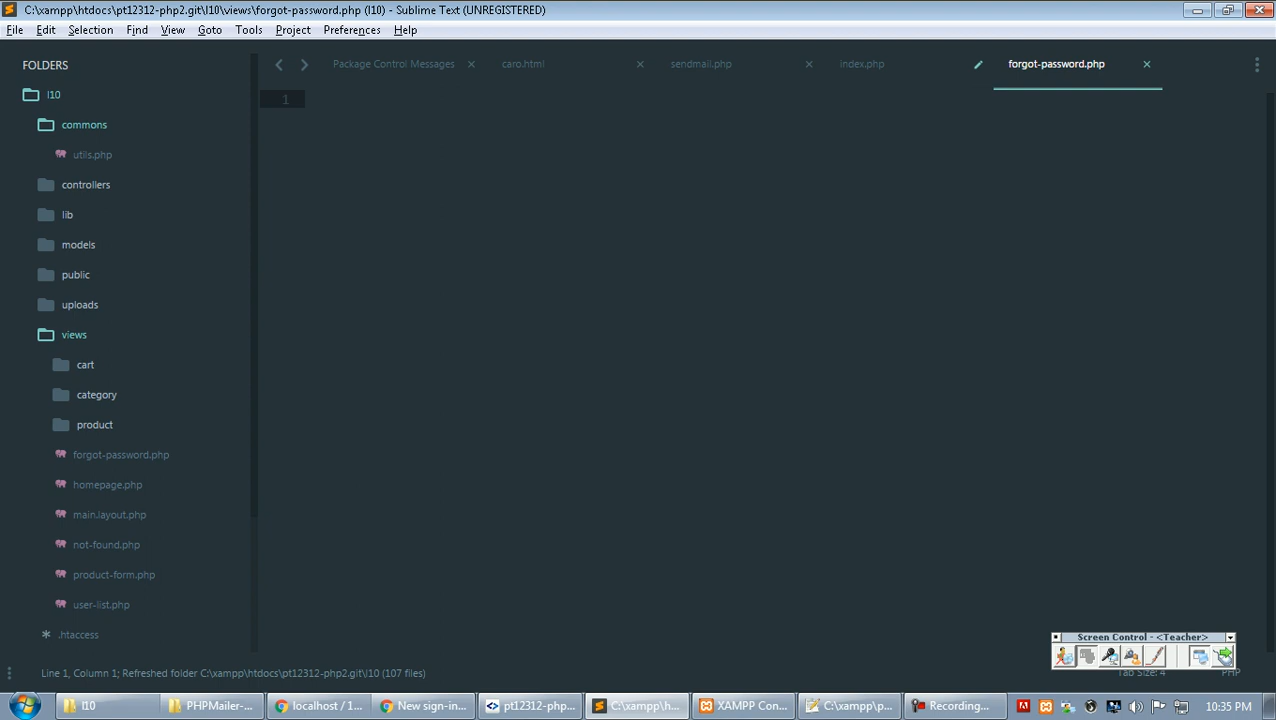 C:\xampp\htdocs\pt12312-php2.git\l10\views\forgot-password.php (l10) - Sublime Text (UNREGISTERED)
File Edit Selection Find View Goto Tools Project Preferences Help
FOLDERS
l10
commons
utils.php
controllers
lib
models
public
uploads
views
cart
category
product
forgot-password.php
homepage.php
main.layout.php
not-found.php
product-form.php
user-list.php
.htaccess
Package Control Messages caro.html sendmail.php index.php forgot-password.php
1
Screen Control - <Teacher>
Line 1, Column 1; Refreshed folder C:\xampp\htdocs\pt12312-php2.git\l10 (107 files)
Tab Size: 4 PHP
l10 PHPMailer-... localhost / 1... New sign-in... pt12312-php... C:\xampp\h... XAMPP Con... C:\xampp\p... Recording... 10:35 PM